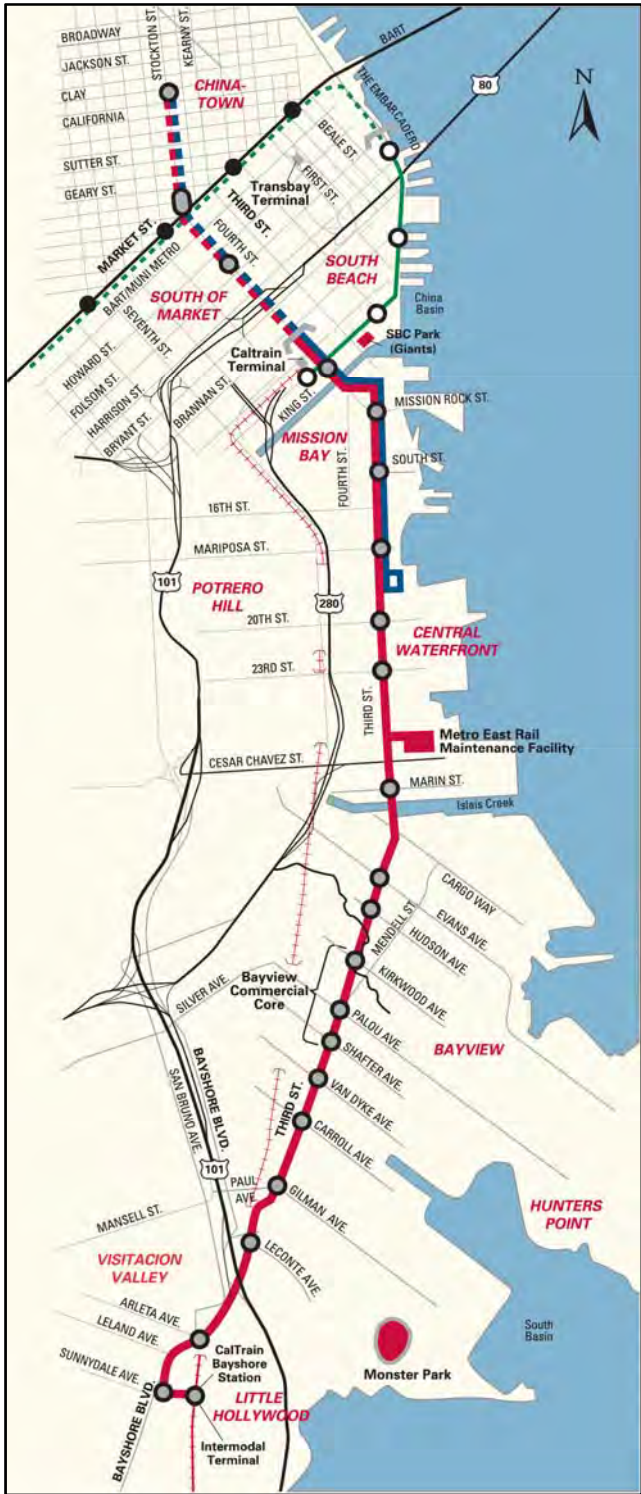 BROADWAY
JACKSON ST.
CLAY
CALIFORNIA
SUTTER ST.
GEARY ST.
STOCKTON ST.
KEARNY ST.
CHINA-
TOWN
BART
THE EMBARCADERO
80
N
BEALE ST.
FIRST ST.
Transbay
Terminal
THIRD ST.
FOURTH ST.
MARKET ST.
BART/MUNI METRO
SOUTH
BEACH
SOUTH OF
MARKET
China
Basin
SBC Park
(Giants)
SEVENTH ST.
HOWARD ST.
FOLSOM ST.
HARRISON ST.
BRYANT ST.
BRANNAN ST.
Caltrain
Terminal
KING ST.
MISSION
BAY
FOURTH ST.
MISSION ROCK ST.
SOUTH ST.
16TH ST.
MARIPOSA ST.
101
POTRERO
HILL
280
20TH ST.
CENTRAL
WATERFRONT
23RD ST.
THIRD ST.
Metro East Rail
Maintenance Facility
CESAR CHAVEZ ST.
MARIN ST.
Islais Creek
CARGO WAY
MENDELL ST.
EVANS AVE.
HUDSON AVE.
Bayview
Commercial
Core
KIRKWOOD AVE.
SILVER AVE.
PALOU AVE.
BAYVIEW
SHAFTER AVE.
SAN BRUNO AVE.
BAYSHORE BLVD.
THIRD ST.
VAN DYKE AVE.
CARROLL AVE.
101
PAUL
AVE.
GILMAN AVE.
MANSELL ST.
HUNTERS
POINT
LECONTE AVE.
VISITACION
VALLEY
ARLETA AVE.
LELAND AVE.
SUNNYDALE AVE.
CalTrain
Bayshore
Station
South
Basin
Monster Park
LITTLE
HOLLYWOOD
BAYSHORE BLVD.
Intermodal
Terminal